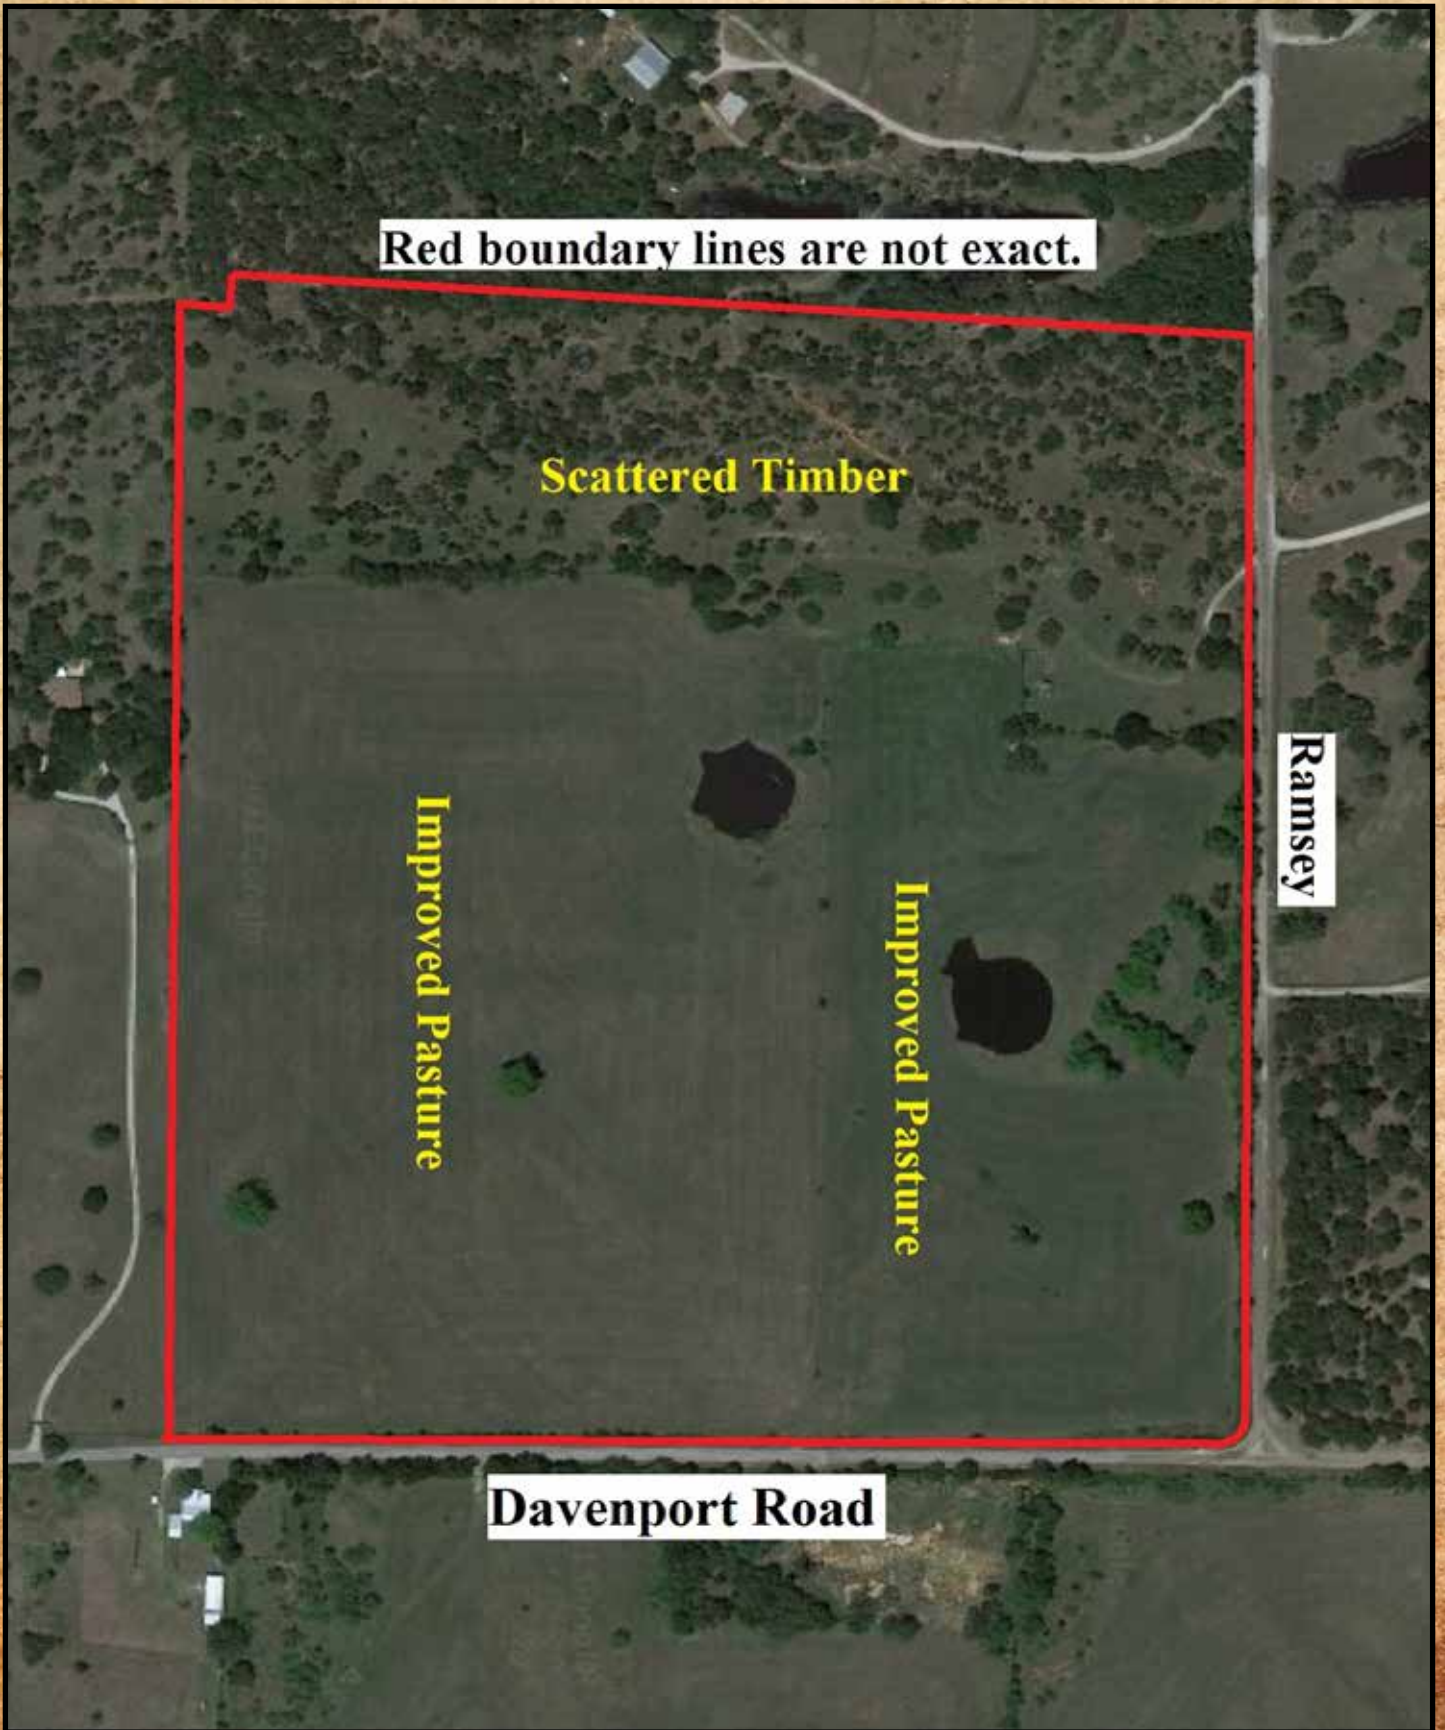 Red boundary lines are not exact.
Scattered Timber
Ramsey
Improved Pasture
Improved Pasture
Davenport Road